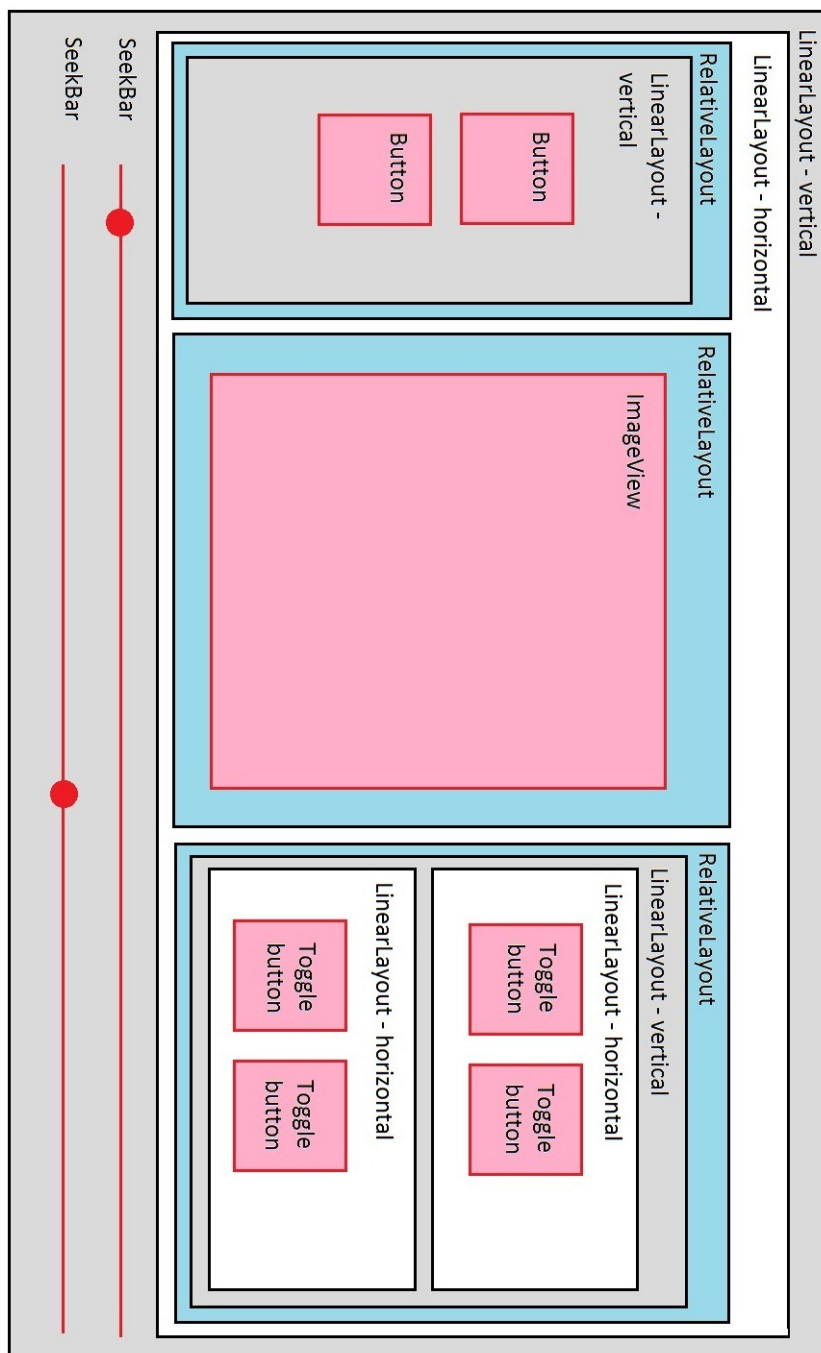 LinearLayout - vertical
LinearLayout - horizontal
RelativeLayout
LinearLayout -
vertical
Button
Button
RelativeLayout
ImageView
RelativeLayout
LinearLayout - vertical
LinearLayout - horizontal
Toggle
button
Toggle
button
LinearLayout - horizontal
Toggle
button
Toggle
button
SeekBar
SeekBar